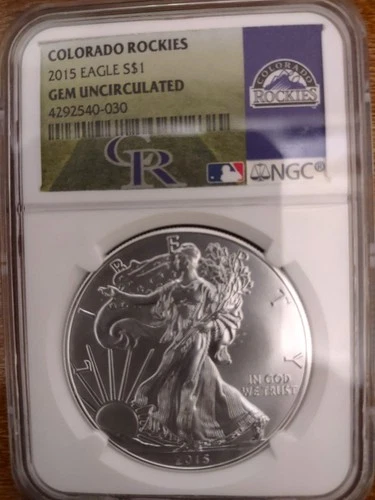 COLORADO ROCKIES
2015 EAGLE S$1
GEM UNCIRCULATED
4292540-030
COLORADO
ROCKIES
CR
NGC®
LIBERTY
IN GOD
WE TRUST
2015